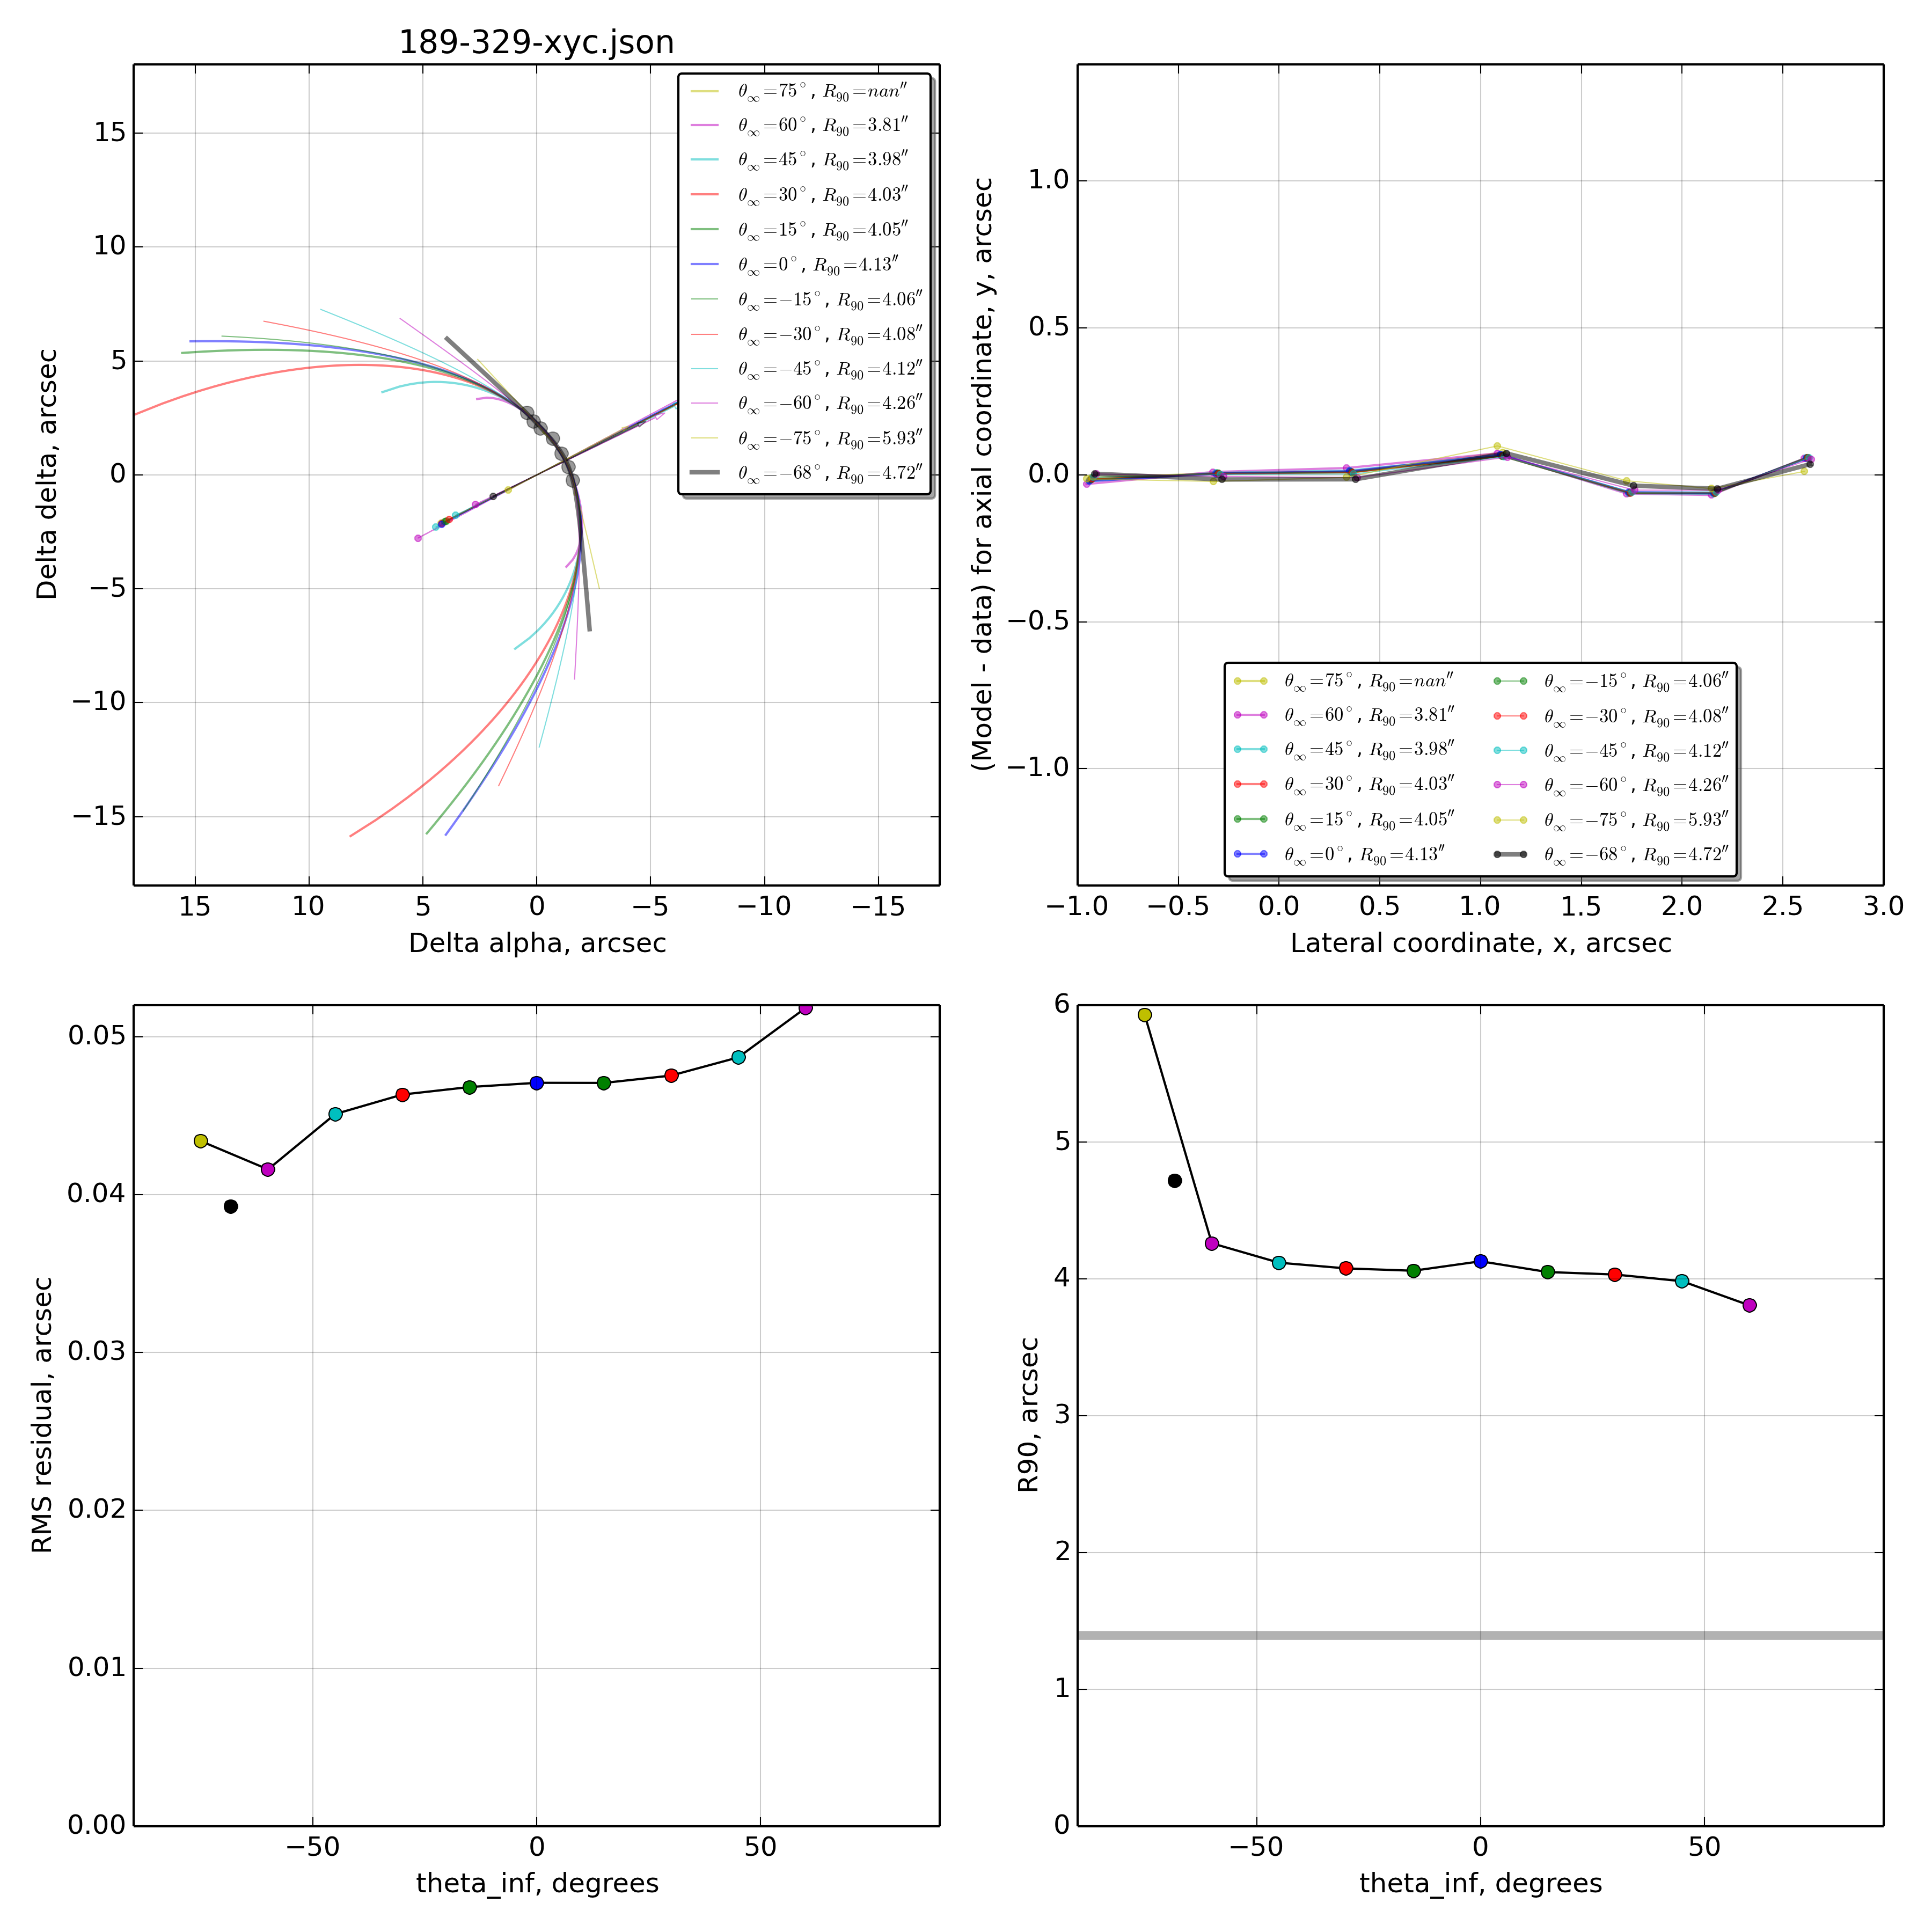 189-329-xyc.json
θ∞=75°, R90=nan″
θ∞=60°, R90=3.81″
θ∞=45°, R90=3.98″
θ∞=30°, R90=4.03″
θ∞=15°, R90=4.05″
θ∞=0°, R90=4.13″
θ∞=−15°, R90=4.06″
θ∞=−30°, R90=4.08″
θ∞=−45°, R90=4.12″
θ∞=−60°, R90=4.26″
θ∞=−75°, R90=5.93″
θ∞=−68°, R90=4.72″
15
10
5
0
−5
−10
−15
Delta delta, arcsec
15 10 5 0 −5 −10 −15
Delta alpha, arcsec
1.0
0.5
0.0
−0.5
−1.0
(Model - data) for axial coordinate, y, arcsec
θ∞=75°, R90=nan″ θ∞=−15°, R90=4.06″
θ∞=60°, R90=3.81″ θ∞=−30°, R90=4.08″
θ∞=45°, R90=3.98″ θ∞=−45°, R90=4.12″
θ∞=30°, R90=4.03″ θ∞=−60°, R90=4.26″
θ∞=15°, R90=4.05″ θ∞=−75°, R90=5.93″
θ∞=0°, R90=4.13″ θ∞=−68°, R90=4.72″
−1.0 −0.5 0.0 0.5 1.0 1.5 2.0 2.5 3.0
Lateral coordinate, x, arcsec
0.05
0.04
0.03
0.02
0.01
0.00
RMS residual, arcsec
−50 0 50
theta_inf, degrees
6
5
4
3
2
1
0
R90, arcsec
−50 0 50
theta_inf, degrees